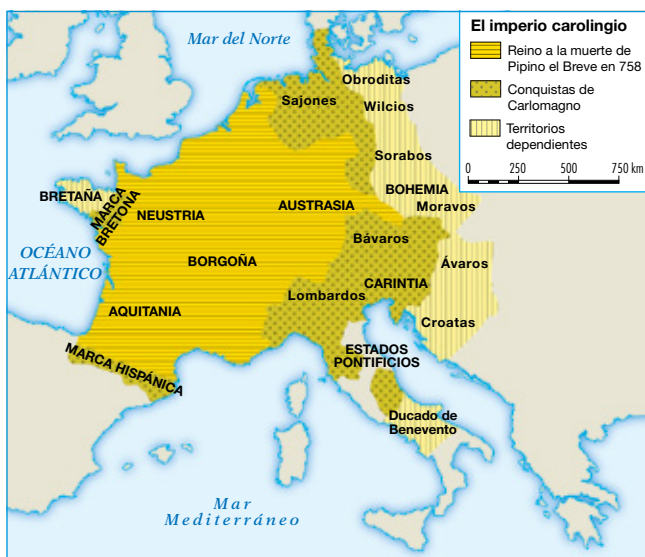 El imperio carolingio
Reino a la muerte de
Pipino el Breve en 758
Conquistas de
Carlomagno
Territorios
dependientes
0 250 500 750 km
Mar del Norte
Obroditas
Sajones
Wilcios
Sorabos
BOHEMIA
Moravos
BRETAÑA
MARCA
BRETONA
NEUSTRIA
AUSTRASIA
Bávaros
OCÉANO
ATLÁNTICO
BORGOÑA
Ávaros
CARINTIA
Lombardos
AQUITANIA
Croatas
MARCA HISPÁNICA
ESTADOS
PONTIFICIOS
Ducado de
Benevento
Mar
Mediterráneo